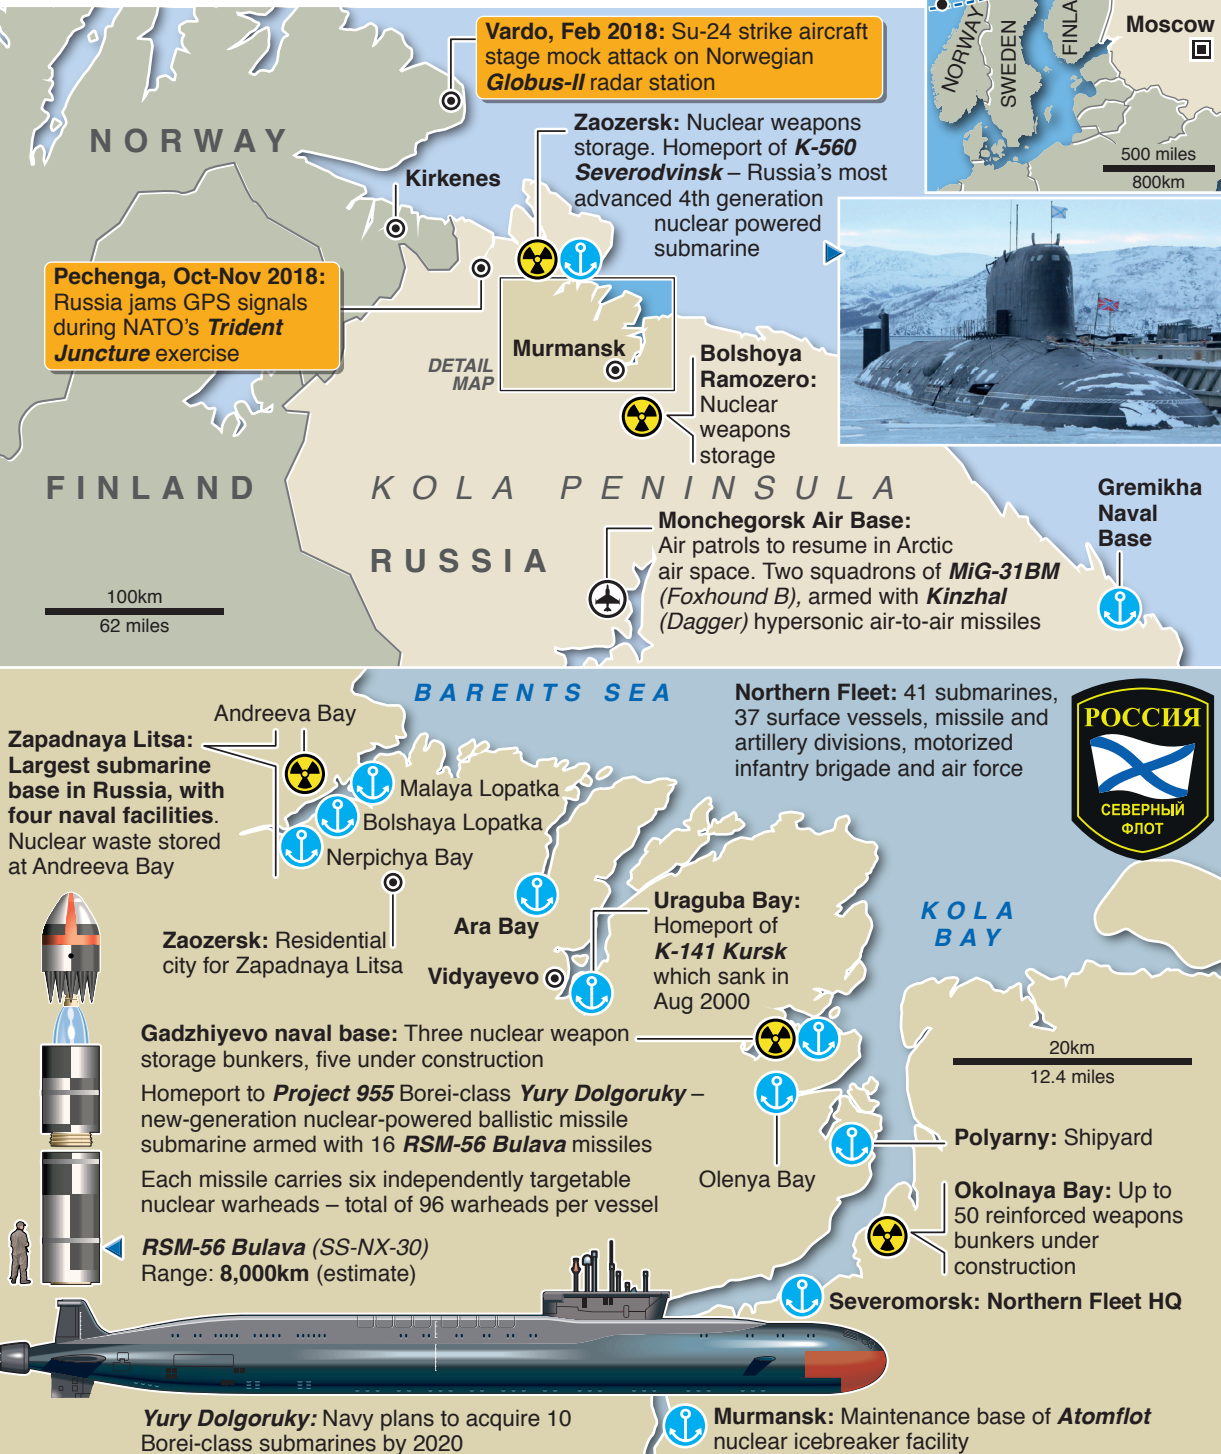 Vardo, Feb 2018: Su-24 strike aircraft
stage mock attack on Norwegian
Globus-II radar station
NORWAY
SWEDEN
FINLA
Moscow
500 miles
800km
NORWAY
Kirkenes
Zaozersk: Nuclear weapons
storage. Homeport of K-560
Severodvinsk – Russia's most
advanced 4th generation
nuclear powered
submarine
Pechenga, Oct-Nov 2018:
Russia jams GPS signals
during NATO's Trident
Juncture exercise
DETAIL
MAP
Murmansk
Bolshoya
Ramozero:
Nuclear
weapons
storage
FINLAND
KOLA PENINSULA
RUSSIA
Monchegorsk Air Base:
Air patrols to resume in Arctic
air space. Two squadrons of MiG-31BM
(Foxhound B), armed with Kinzhal
(Dagger) hypersonic air-to-air missiles
Gremikha
Naval
Base
100km
62 miles
BARENTS SEA
Northern Fleet: 41 submarines,
37 surface vessels, missile and
artillery divisions, motorized
infantry brigade and air force
РОССИЯ
СЕВЕРНЫЙ
ФЛОТ
Andreeva Bay
Zapadnaya Litsa:
Largest submarine
base in Russia, with
four naval facilities.
Nuclear waste stored
at Andreeva Bay
Malaya Lopatka
Bolshaya Lopatka
Nerpichya Bay
Zaozersk: Residential
city for Zapadnaya Litsa
Ara Bay
Vidyayevo
Uraguba Bay:
Homeport of
K-141 Kursk
which sank in
Aug 2000
KOLA
BAY
Gadzhiyevo naval base: Three nuclear weapon
storage bunkers, five under construction
Homeport to Project 955 Borei-class Yury Dolgoruky –
new-generation nuclear-powered ballistic missile
submarine armed with 16 RSM-56 Bulava missiles
Each missile carries six independently targetable
nuclear warheads – total of 96 warheads per vessel
20km
12.4 miles
Polyarny: Shipyard
Olenya Bay
Okolnaya Bay: Up to
50 reinforced weapons
bunkers under
construction
RSM-56 Bulava (SS-NX-30)
Range: 8,000km (estimate)
Severomorsk: Northern Fleet HQ
Yury Dolgoruky: Navy plans to acquire 10
Borei-class submarines by 2020
Murmansk: Maintenance base of Atomflot
nuclear icebreaker facility